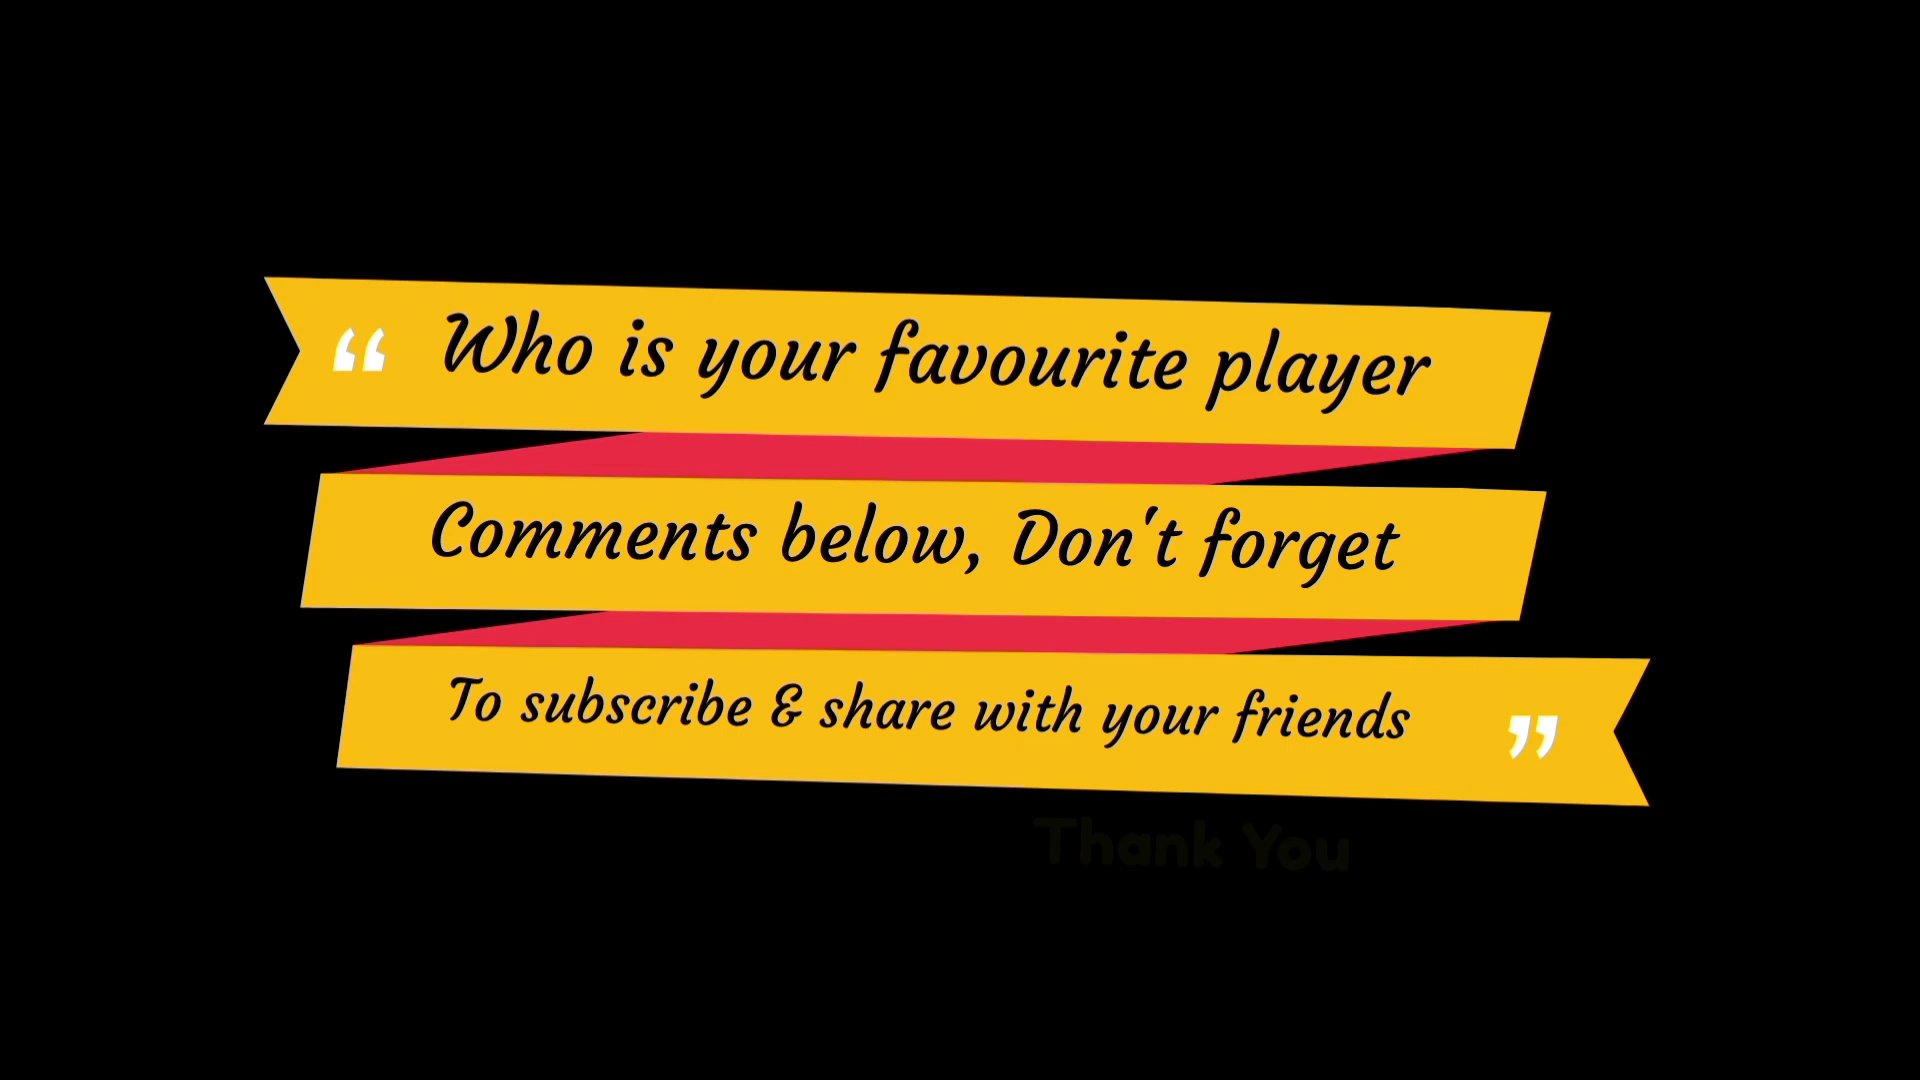 “ Who is your favourite player
Comments below, Don't forget
To subscribe & share with your friends ”
Thank You